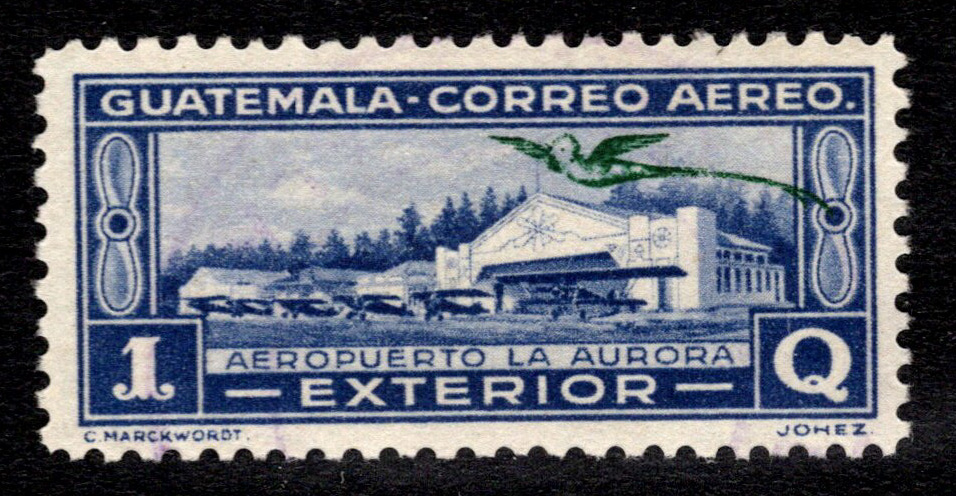 GUATEMALA - CORREO AEREO.
AEROPUERTO LA AURORA
1 — EXTERIOR — Q
C. MARCKWORDT. JOHEZ.